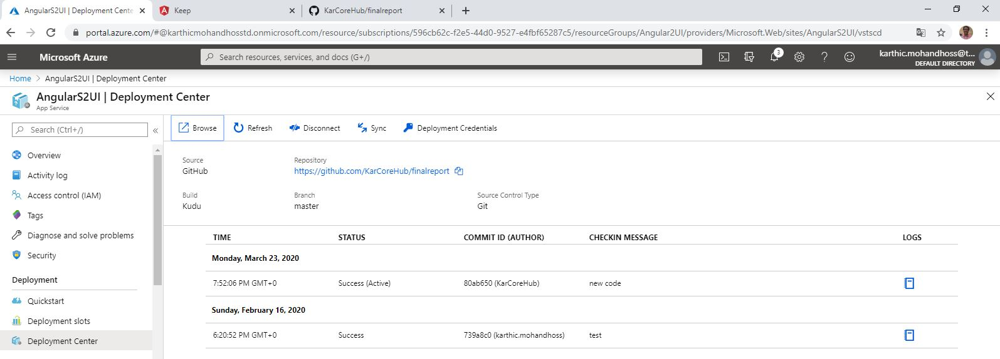 AngularS2UI | Deployment Cente
Keep
KarCoreHub/finalreport
portal.azure.com/#@karthicmohandhosstd.onmicrosoft.com/resource/subscriptions/596cb62c-f2e5-44d0-9527-e4fbf65287c5/resourceGroups/Angular2UI/providers/Microsoft.Web/sites/AngularS2UI/vstscd
Microsoft Azure
Search resources, services, and docs (G+/)
3
karthic.mohandhoss@t...
DEFAULT DIRECTORY
Home > AngularS2UI | Deployment Center
AngularS2UI | Deployment Center
App Service
Search (Ctrl+/)
«
Browse
Refresh
Disconnect
Sync
Deployment Credentials
Overview
Activity log
Access control (IAM)
Tags
Diagnose and solve problems
Security
Deployment
Quickstart
Deployment slots
Deployment Center
Source
Repository
GitHub
https://github.com/KarCoreHub/finalreport
Build
Branch
Source Control Type
Kudu
master
Git
TIME STATUS COMMIT ID (AUTHOR) CHECKIN MESSAGE LOGS
Monday, March 23, 2020
7:52:06 PM GMT+0 Success (Active) 80ab650 (KarCoreHub) new code
Sunday, February 16, 2020
6:20:52 PM GMT+0 Success 739a8c0 (karthic.mohandhoss) test